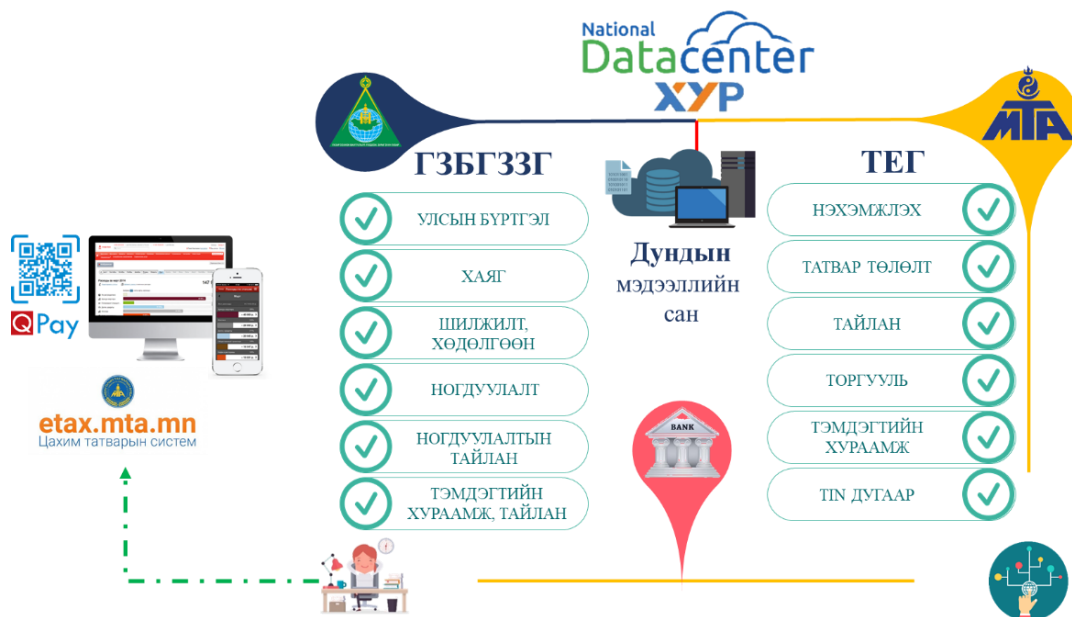 National
Datacenter
ХУР
МТА
ГЗБГЗЗГ
УЛСЫН БҮРТГЭЛ
ХАЯГ
ШИЛЖИЛТ,
ХӨДӨЛГӨӨН
НОГДУУЛАЛТ
НОГДУУЛАЛТЫН
ТАЙЛАН
ТЭМДЭГТИЙН
ХУРААМЖ, ТАЙЛАН
Дундын
мэдээллийн
сан
BANK
ТЕГ
НЭХЭМЖЛЭХ
ТАТВАР ТӨЛӨЛТ
ТАЙЛАН
ТОРГУУЛЬ
ТЭМДЭГТИЙН
ХУРААМЖ
TIN ДУГААР
QPay
etax.mta.mn
Цахим татварын систем